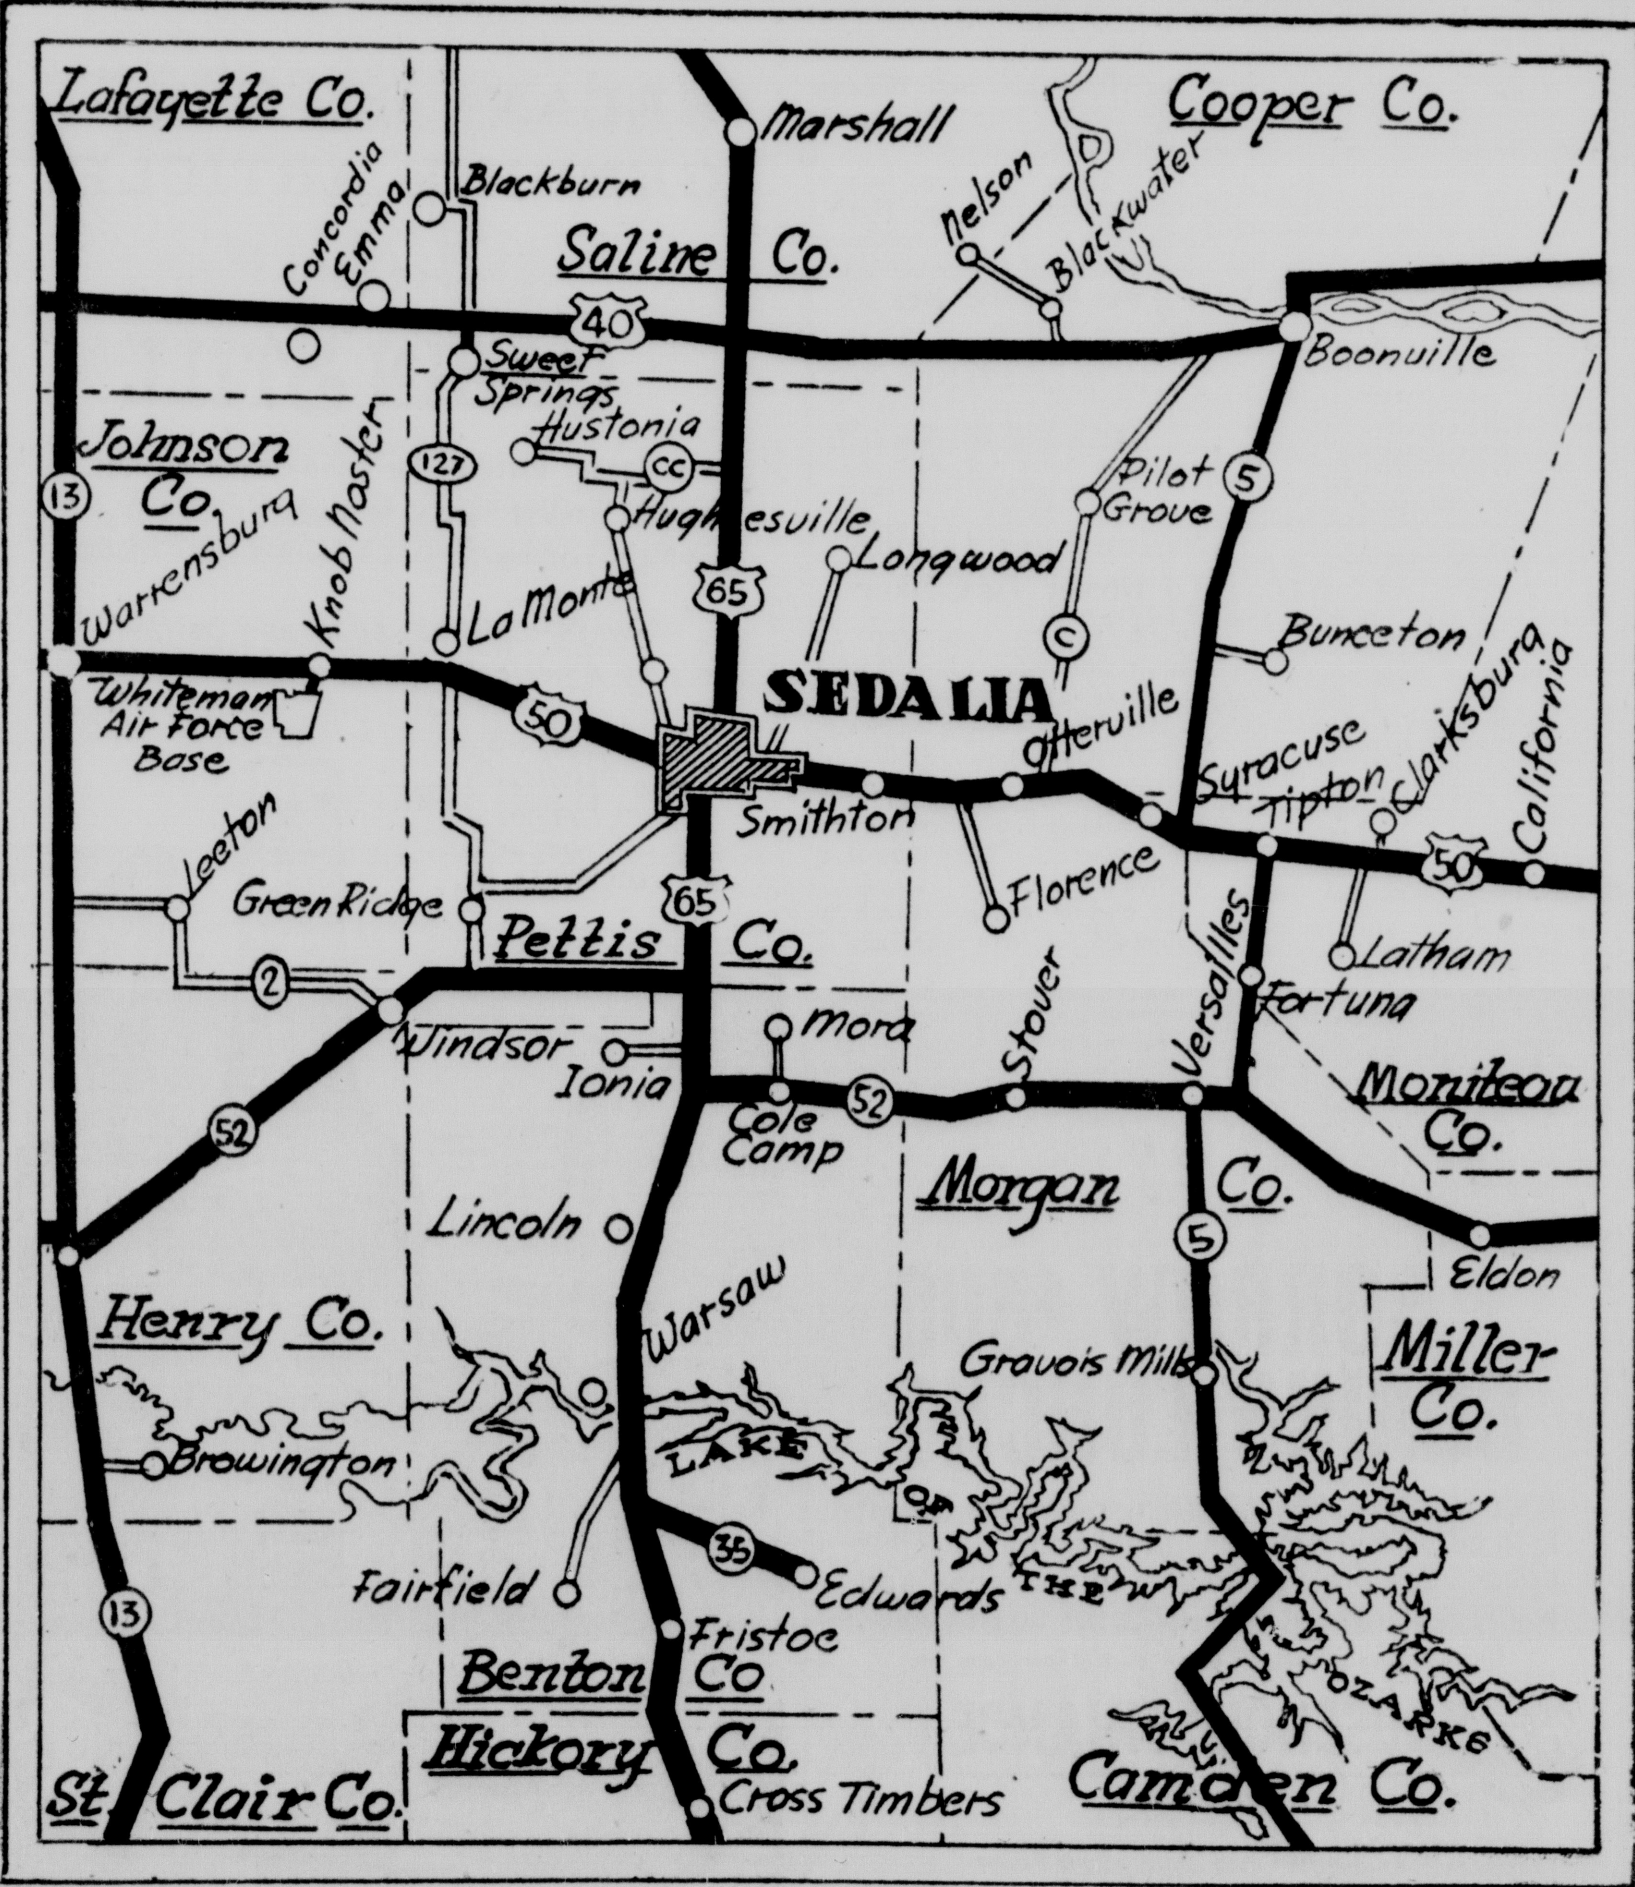 Lafayette Co.
Cooper Co.
Marshall
Concordia
Emma
Blackburn
Nelson
Blackwater
Saline Co.
40
Sweet
Springs
Boonville
Johnson
Co.
Knob Naster
Hustonia
127
CC
13
Pilot
Grove
5
Warrensburg
Hughesville
Longwood
La Monte
65
C
Bunceton
SEDALIA
Clarksburg
California
Whiteman
Air Force
Base
50
Otterville
Syracuse
Tipton
Smithton
Leeton
Green Ridge
65
Florence
50
Pettis Co.
Versailles
Stover
Latham
2
Fortuna
Windsor
Mora
Ionia
Moniteau
Co.
52
Cole
Camp
52
Morgan Co.
Lincoln
5
Eldon
Warsaw
Henry Co.
Gravois Mills
Miller
Co.
Browington
LAKE
OF
THE
OZARKS
35
Fairfield
Edwards
13
Fristoe
Benton Co
Hickory Co.
Camden Co.
St. Clair Co.
Cross Timbers